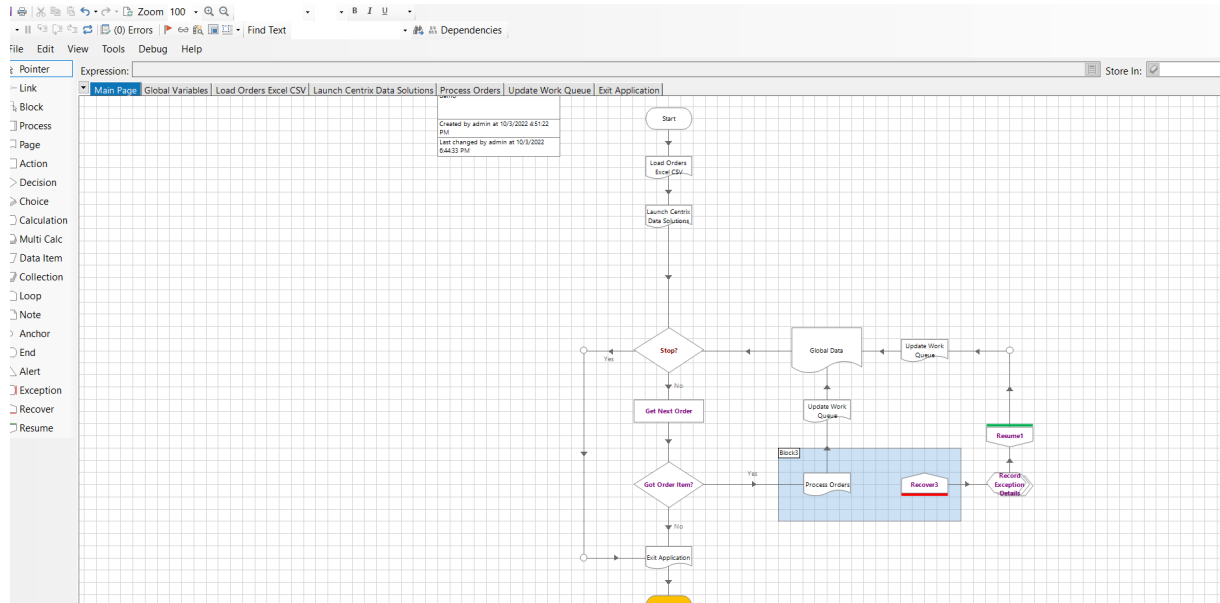 Zoom 100
B I U
(0) Errors
Find Text
Dependencies
File Edit View Tools Debug Help
Pointer
Expression:
Store In:
Link
Main Page
Global Variables
Load Orders Excel CSV
Launch Centrix Data Solutions
Process Orders
Update Work Queue
Exit Application
Block
Process
Page
Action
Decision
Choice
Calculation
Multi Calc
Data Item
Collection
Loop
Note
Anchor
End
Alert
Exception
Recover
Resume
Created by admin at 10/3/2022 4:51:22
PM
Last changed by admin at 10/3/2022
6:44:33 PM
Start
Load Orders
Excel CSV
Launch Centrix
Data Solutions
Stop?
Yes
No
Global Data
Update Work
Queue
Get Next Order
Update Work
Queue
Resume1
Block3
Got Order Item?
Yes
Process Orders
Recover3
Record
Exception
Details
No
Exit Application